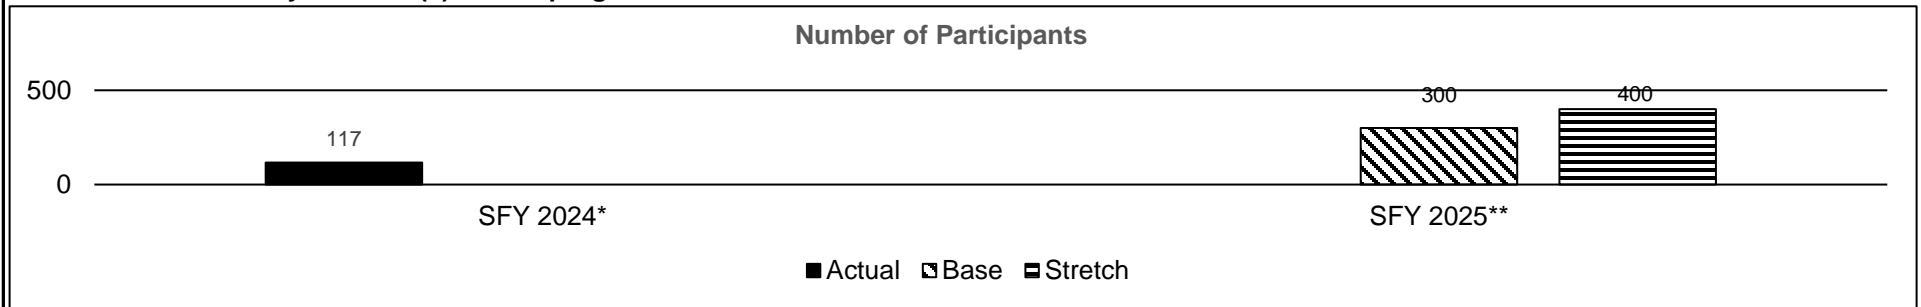 Number of Participants
500
300
400
117
0
SFY 2024*
SFY 2025**
Actual
Base
Stretch